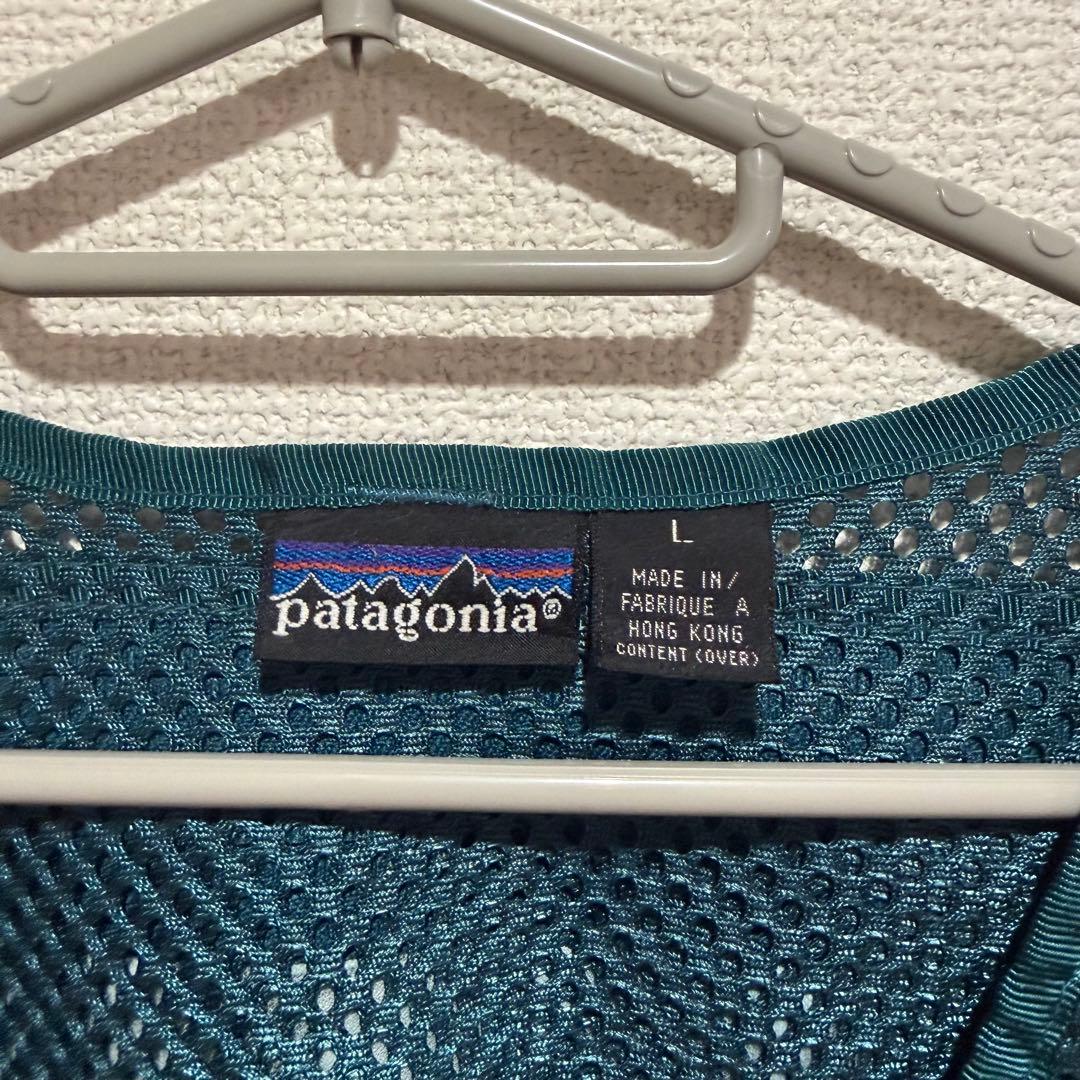 patagonia®
L
MADE IN/
FABRIQUE A
HONG KONG
CONTENT (OVER)